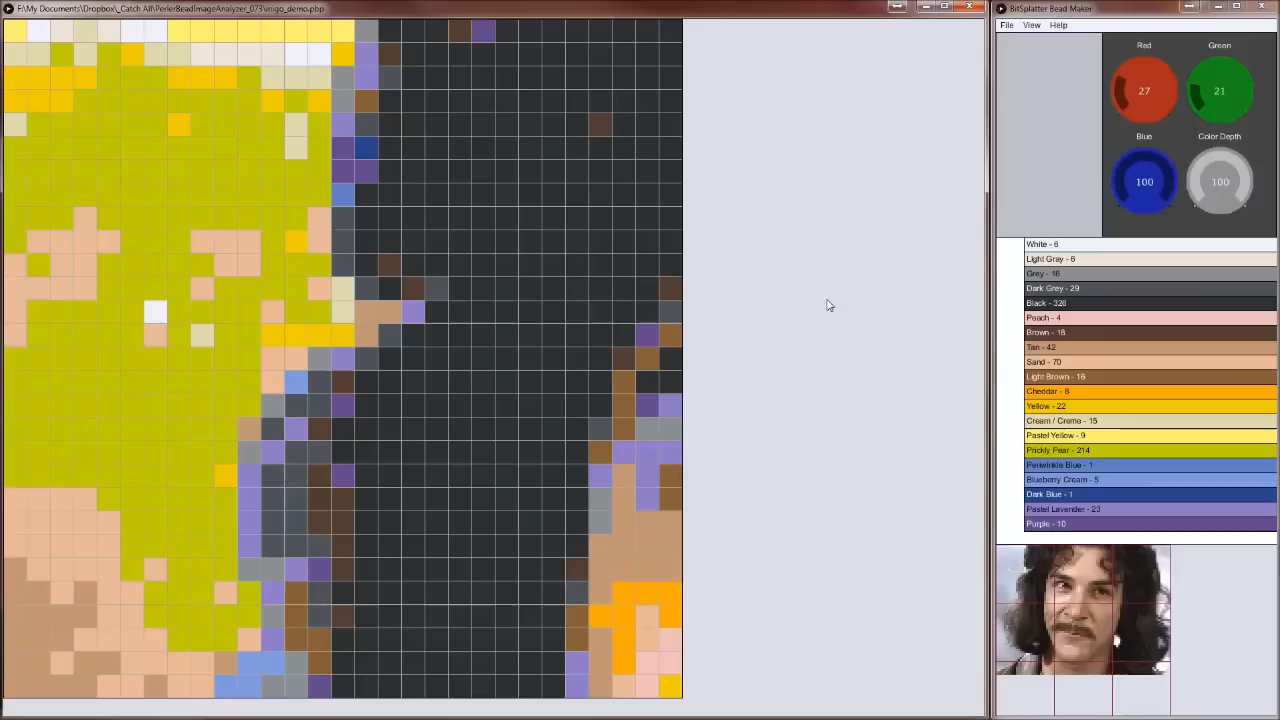 F:\My Documents\Dropbox\_Catch All\PerlerBeadImageAnalyzer_073\inigo_demo.pbp
BitSplatter Bead Maker
File View Help
Red Green
27 21
Blue Color Depth
100 100
White - 6
Light Gray - 6
Grey - 16
Dark Grey - 29
Black - 326
Peach - 4
Brown - 18
Tan - 42
Sand - 70
Light Brown - 16
Cheddar - 8
Yellow - 22
Cream / Creme - 15
Pastel Yellow - 9
Prickly Pear - 214
Periwinkle Blue - 1
Blueberry Cream - 5
Dark Blue - 1
Pastel Lavender - 23
Purple - 10